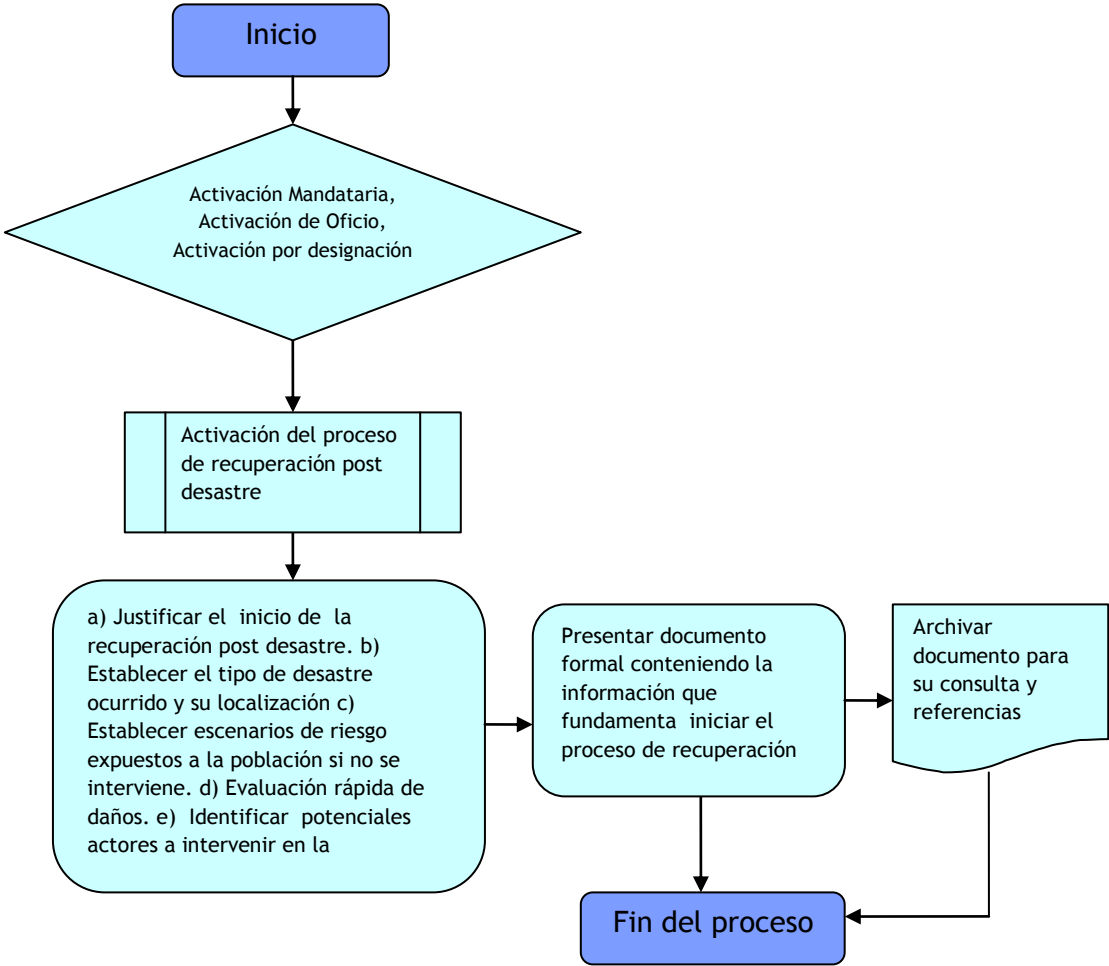 Inicio
Activación Mandataria,
Activación de Oficio,
Activación por designación
Activación del proceso
de recuperación post
desastre
a) Justificar el inicio de la
recuperación post desastre. b)
Establecer el tipo de desastre
ocurrido y su localización c)
Establecer escenarios de riesgo
expuestos a la población si no se
interviene. d) Evaluación rápida de
daños. e) Identificar potenciales
actores a intervenir en la
Presentar documento
formal conteniendo la
información que
fundamenta iniciar el
proceso de recuperación
Archivar
documento para
su consulta y
referencias
Fin del proceso